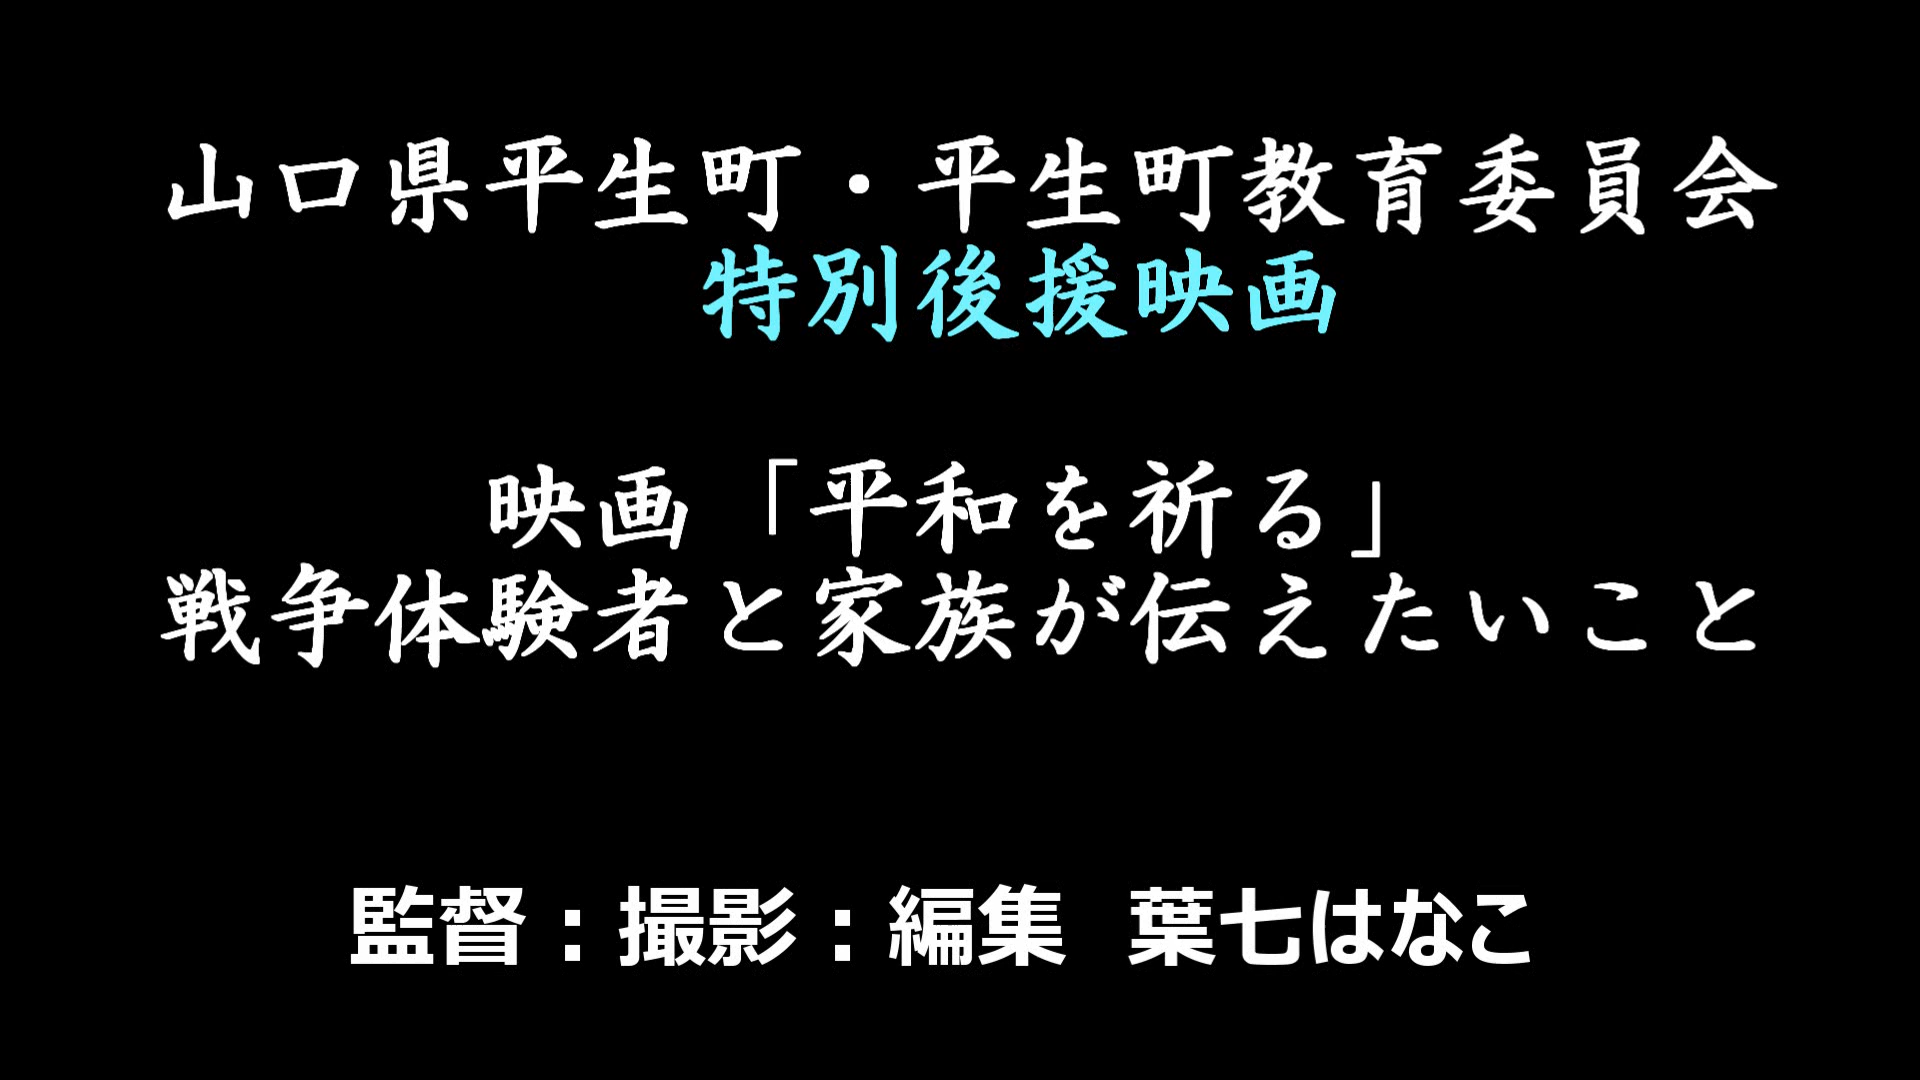 山口県平生町・平生町教育委員会
特別後援映画
映画「平和を祈る」
戦争体験者と家族が伝えたいこと
監督：撮影：編集　葉七はなこ